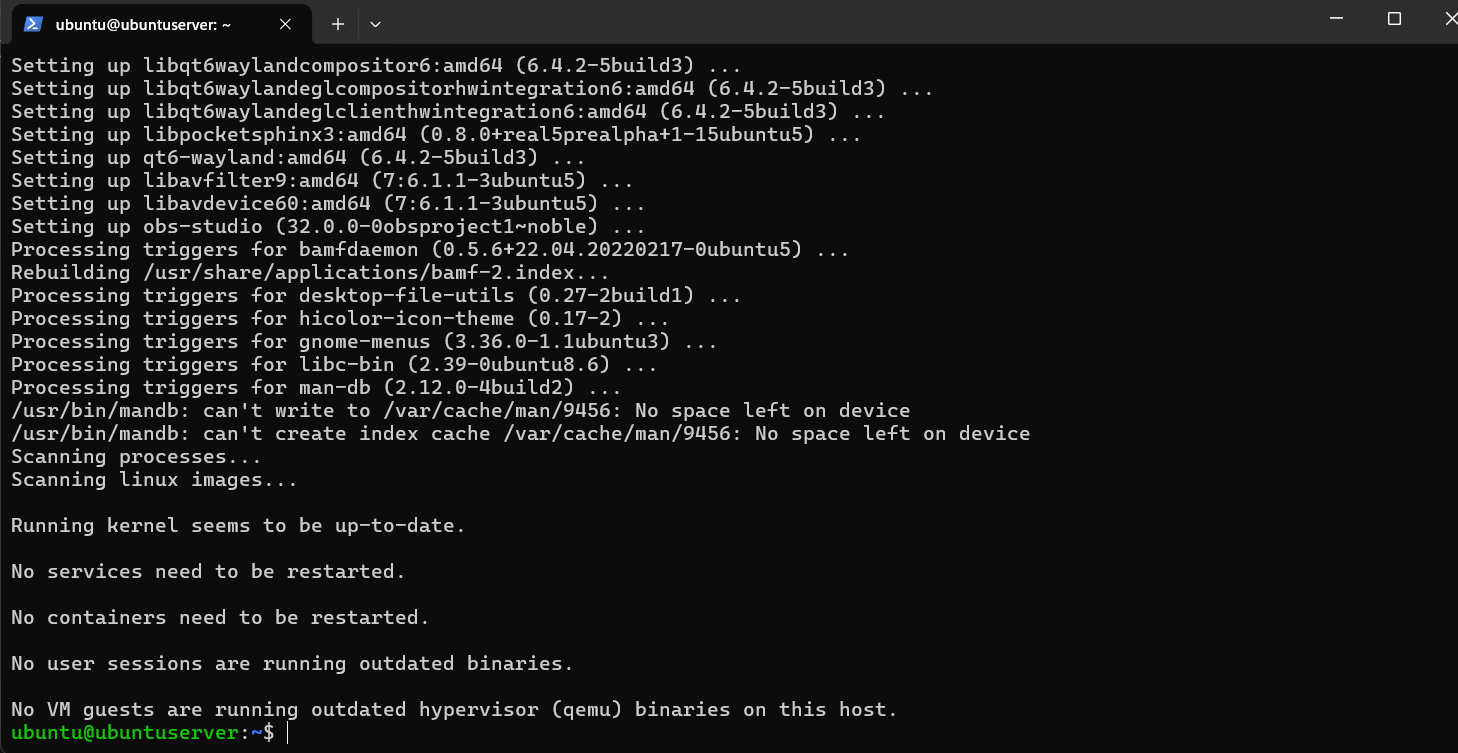 ubuntu@ubuntuserver: ~
Setting up libqt6waylandcompositor6:amd64 (6.4.2-5build3) ...
Setting up libqt6waylandeglcompositorhwintegration6:amd64 (6.4.2-5build3) ...
Setting up libqt6waylandeglclienthwintegration6:amd64 (6.4.2-5build3) ...
Setting up libpocketsphinx3:amd64 (0.8.0+real5prealpha+1-15ubuntu5) ...
Setting up qt6-wayland:amd64 (6.4.2-5build3) ...
Setting up libavfilter9:amd64 (7:6.1.1-3ubuntu5) ...
Setting up libavdevice60:amd64 (7:6.1.1-3ubuntu5) ...
Setting up obs-studio (32.0.0-0obsproject1~noble) ...
Processing triggers for bamfdaemon (0.5.6+22.04.20220217-0ubuntu5) ...
Rebuilding /usr/share/applications/bamf-2.index...
Processing triggers for desktop-file-utils (0.27-2build1) ...
Processing triggers for hicolor-icon-theme (0.17-2) ...
Processing triggers for gnome-menus (3.36.0-1.1ubuntu3) ...
Processing triggers for libc-bin (2.39-0ubuntu8.6) ...
Processing triggers for man-db (2.12.0-4build2) ...
/usr/bin/mandb: can't write to /var/cache/man/9456: No space left on device
/usr/bin/mandb: can't create index cache /var/cache/man/9456: No space left on device
Scanning processes...
Scanning linux images...
Running kernel seems to be up-to-date.
No services need to be restarted.
No containers need to be restarted.
No user sessions are running outdated binaries.
No VM guests are running outdated hypervisor (qemu) binaries on this host.
ubuntu@ubuntuserver:~$